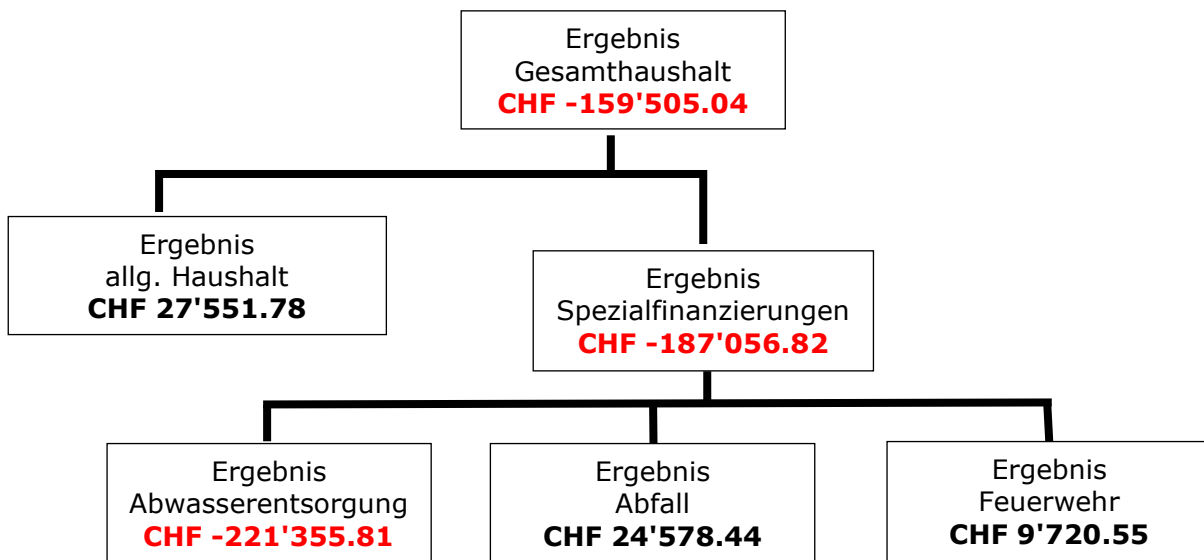 Ergebnis
Gesamthaushalt
CHF -159'505.04
Ergebnis
allg. Haushalt
CHF 27'551.78
Ergebnis
Spezialfinanzierungen
CHF -187'056.82
Ergebnis
Abwasserentsorgung
CHF -221'355.81
Ergebnis
Abfall
CHF 24'578.44
Ergebnis
Feuerwehr
CHF 9'720.55